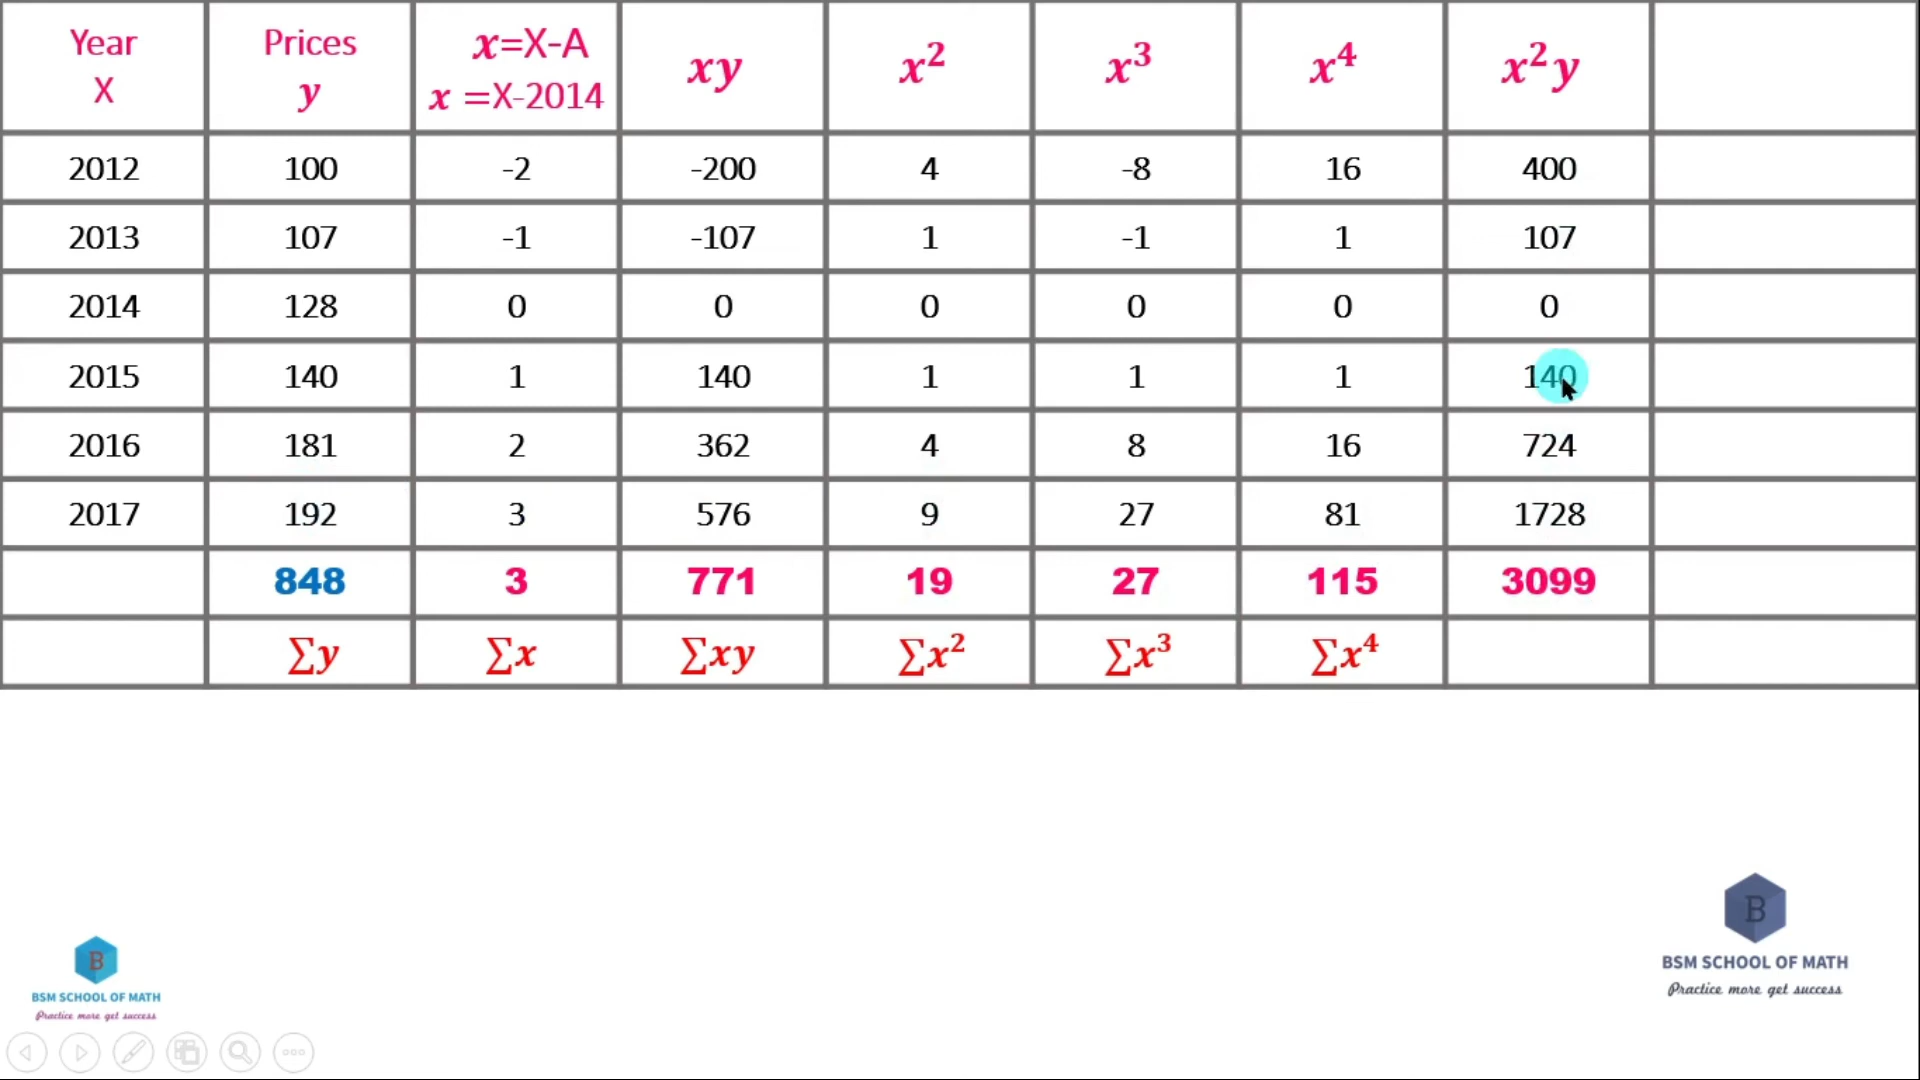 Year X Prices y x=X-A x =X-2014 xy x² x³ x⁴ x²y
2012 100 -2 -200 4 -8 16 400
2013 107 -1 -107 1 -1 1 107
2014 128 0 0 0 0 0 0
2015 140 1 140 1 1 1 140
2016 181 2 362 4 8 16 724
2017 192 3 576 9 27 81 1728
848 3 771 19 27 115 3099
∑y ∑x ∑xy ∑x² ∑x³ ∑x⁴
B
BSM SCHOOL OF MATH
Practice more get success
B
BSM SCHOOL OF MATH
Practice more get success